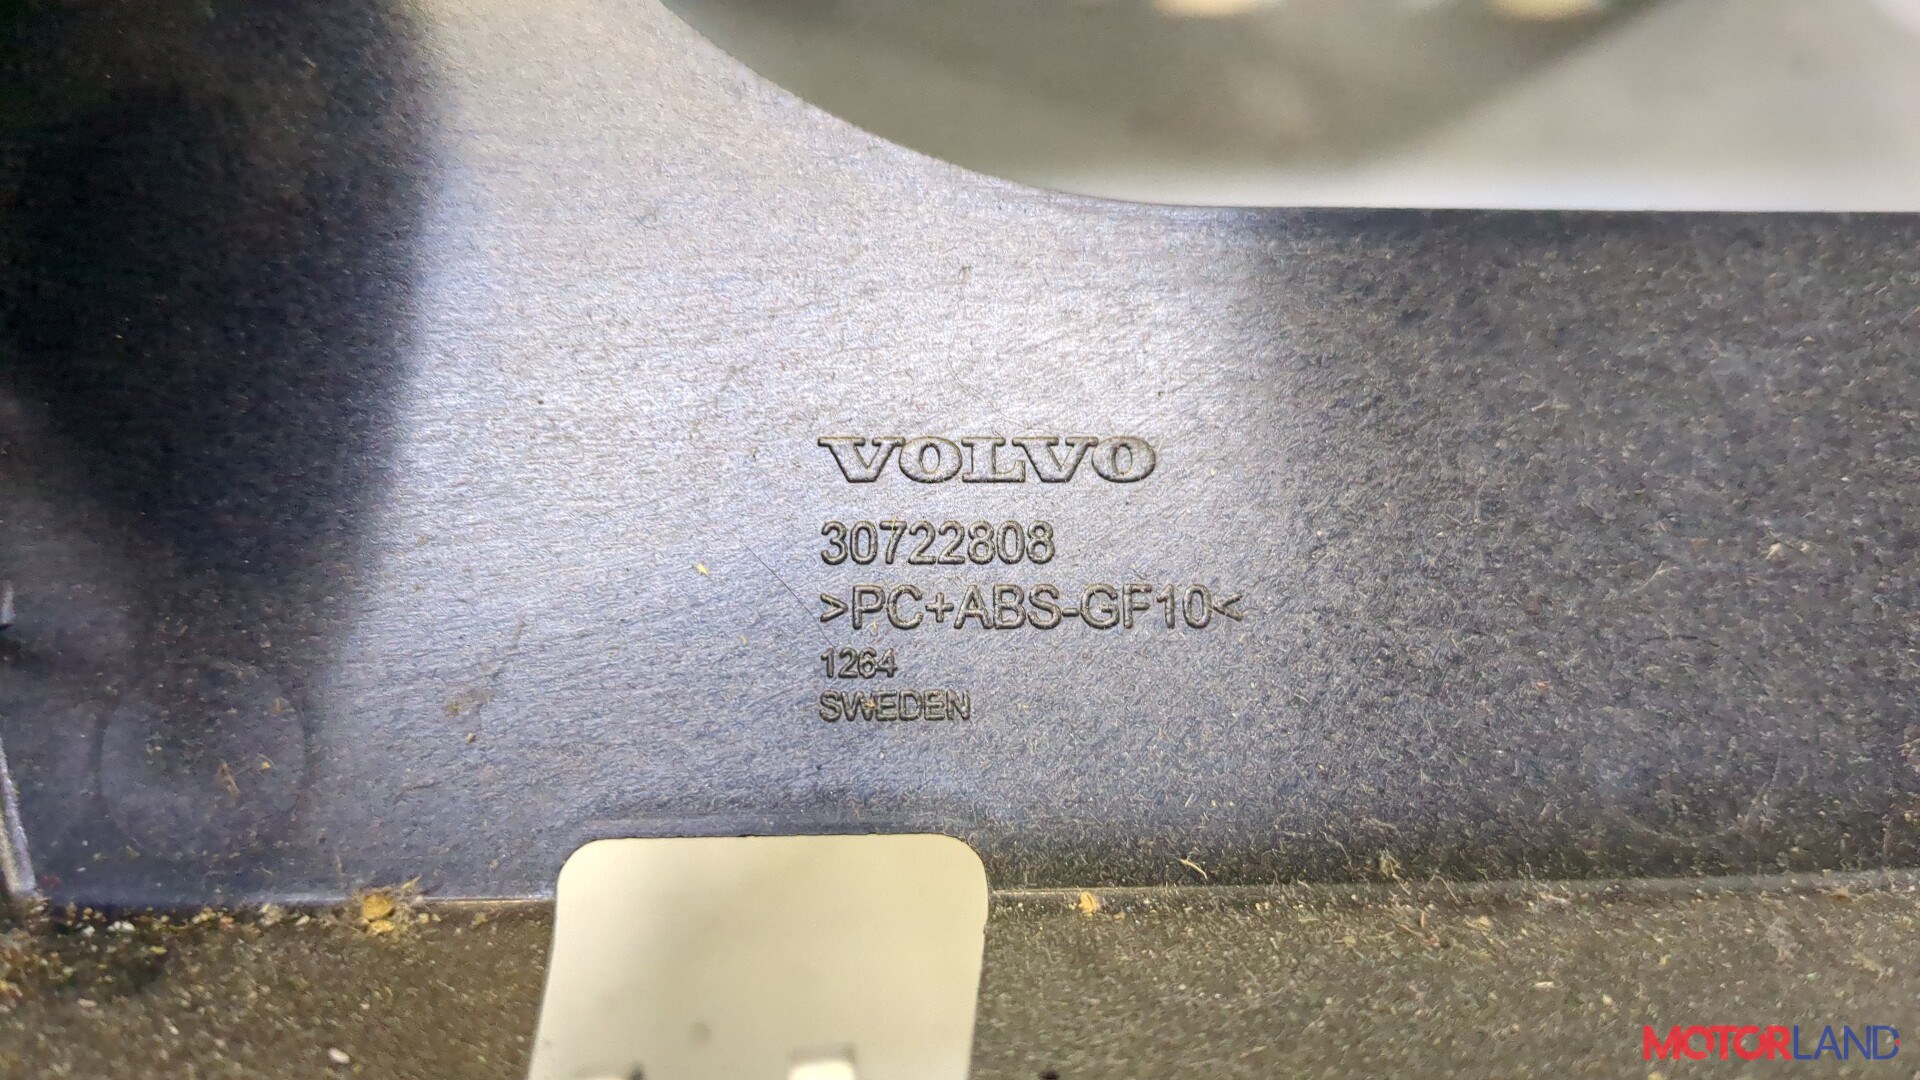 VOLVO
30722808
>PC+ABS-GF10<
1264
SWEDEN
MOTORLAND